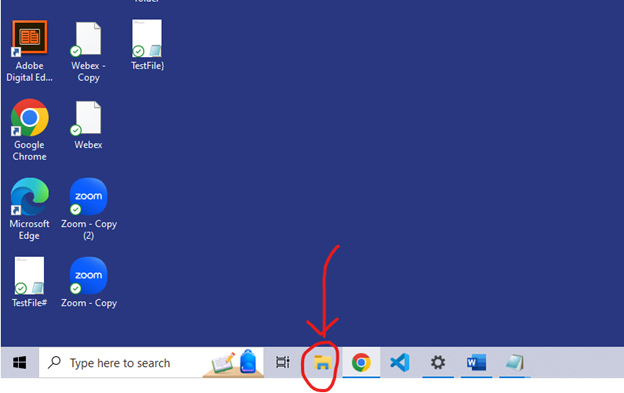 folder
Adobe
Digital Ed...
Webex -
Copy
TestFile}
Google
Chrome
Webex
Microsoft
Edge
zoom
Zoom - Copy
(2)
TestFile#
zoom
Zoom - Copy
Type here to search
W